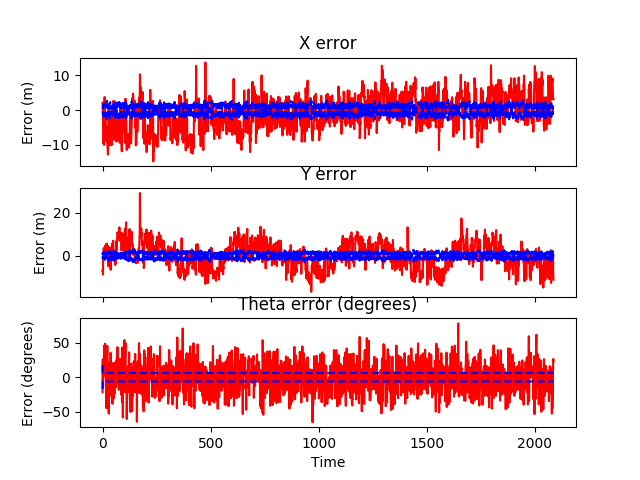 X error
10
0
−10
Error (m)
Y error
20
0
Error (m)
Theta error (degrees)
50
0
−50
Error (degrees)
0 500 1000 1500 2000
Time